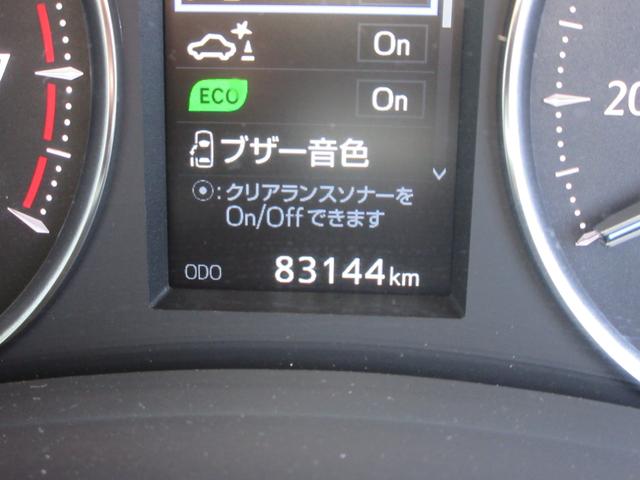 On
ECO On
ブザー音色
⦿:クリアランスソナーを
On/Offできます
ODO 83144km
20